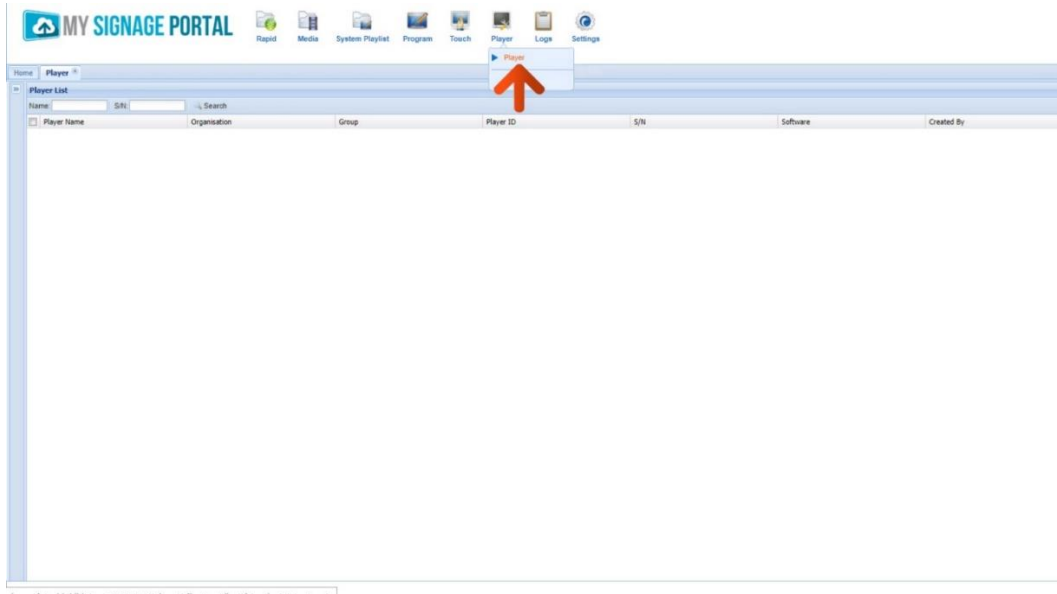 MY SIGNAGE PORTAL
Rapid Media System Playlist Program Touch Player Logs Settings
Player
Home Player
Player List
Name S/N Search
Player Name Organisation Group Player ID S/N Software Created By